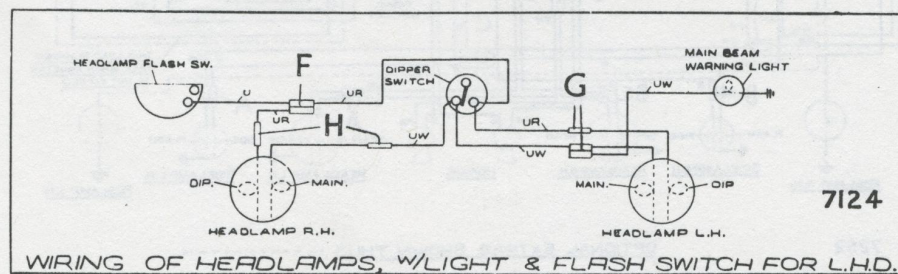 HEADLAMP FLASH SW.
F
DIPPER
SWITCH
MAIN BEAM
WARNING LIGHT
G
U
UR
UW
UR
H
UW
UR
UW
DIP.
MAIN.
MAIN.
DIP
7124
HEADLAMP R.H.
HEADLAMP L.H.
WIRING OF HEADLAMPS, W/LIGHT & FLASH SWITCH FOR L.H.D.